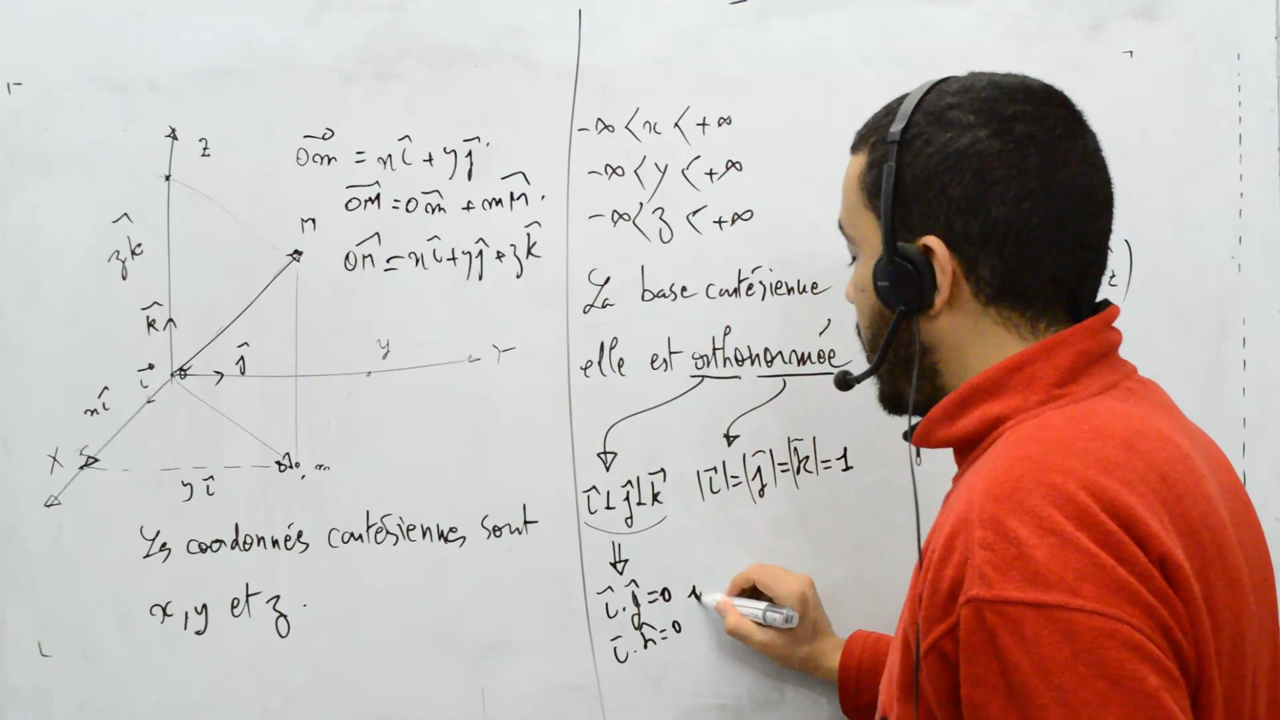 Z
M
zk⃗
k⃗
j⃗
y
Y
i⃗
xi⃗
X
m
yi⃗
Om⃗ = xi⃗ + yj⃗
OM⃗ = Om⃗ + mM⃗.
OM⃗ = xi⃗ + yj⃗ + zk⃗
Les coordonnés cartésiennes sont
x, y et z.
-∞ < x < +∞
-∞ < y < +∞
-∞ < z < +∞
La base cartésienne
elle est orthonormée
i⃗ ⊥ j⃗ ⊥ k⃗
|i⃗| = |j⃗| = |k⃗| = 1
i⃗.j⃗ = 0
i⃗.k⃗ = 0